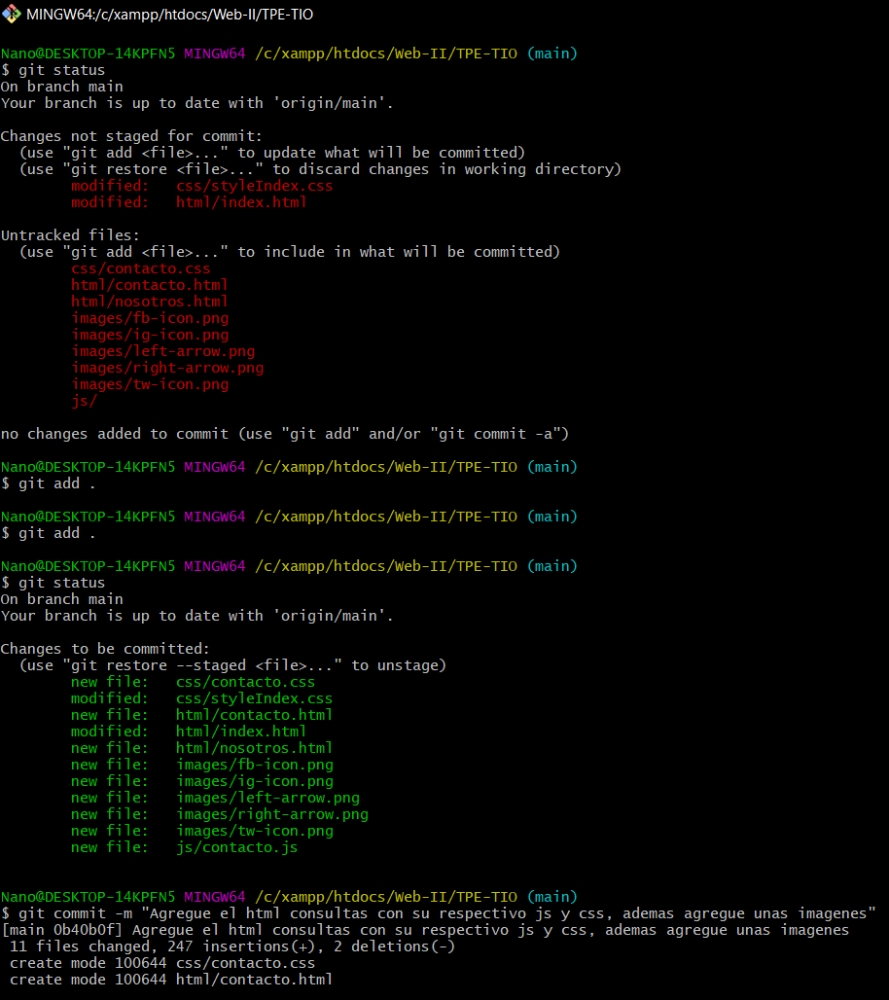 MINGW64:/c/xampp/htdocs/Web-II/TPE-TIO
Nano@DESKTOP-14KPFN5 MINGW64 /c/xampp/htdocs/Web-II/TPE-TIO (main)
$ git status
On branch main
Your branch is up to date with 'origin/main'.
Changes not staged for commit:
  (use "git add <file>..." to update what will be committed)
  (use "git restore <file>..." to discard changes in working directory)
        modified:   css/styleIndex.css
        modified:   html/index.html
Untracked files:
  (use "git add <file>..." to include in what will be committed)
        css/contacto.css
        html/contacto.html
        html/nosotros.html
        images/fb-icon.png
        images/ig-icon.png
        images/left-arrow.png
        images/right-arrow.png
        images/tw-icon.png
        js/
no changes added to commit (use "git add" and/or "git commit -a")
Nano@DESKTOP-14KPFN5 MINGW64 /c/xampp/htdocs/Web-II/TPE-TIO (main)
$ git add .
Nano@DESKTOP-14KPFN5 MINGW64 /c/xampp/htdocs/Web-II/TPE-TIO (main)
$ git add .
Nano@DESKTOP-14KPFN5 MINGW64 /c/xampp/htdocs/Web-II/TPE-TIO (main)
$ git status
On branch main
Your branch is up to date with 'origin/main'.
Changes to be committed:
  (use "git restore --staged <file>..." to unstage)
        new file:   css/contacto.css
        modified:   css/styleIndex.css
        new file:   html/contacto.html
        modified:   html/index.html
        new file:   html/nosotros.html
        new file:   images/fb-icon.png
        new file:   images/ig-icon.png
        new file:   images/left-arrow.png
        new file:   images/right-arrow.png
        new file:   images/tw-icon.png
        new file:   js/contacto.js
Nano@DESKTOP-14KPFN5 MINGW64 /c/xampp/htdocs/Web-II/TPE-TIO (main)
$ git commit -m "Agregue el html consultas con su respectivo js y css, ademas agregue unas imagenes"
[main 0b40b0f] Agregue el html consultas con su respectivo js y css, ademas agregue unas imagenes
 11 files changed, 247 insertions(+), 2 deletions(-)
 create mode 100644 css/contacto.css
 create mode 100644 html/contacto.html